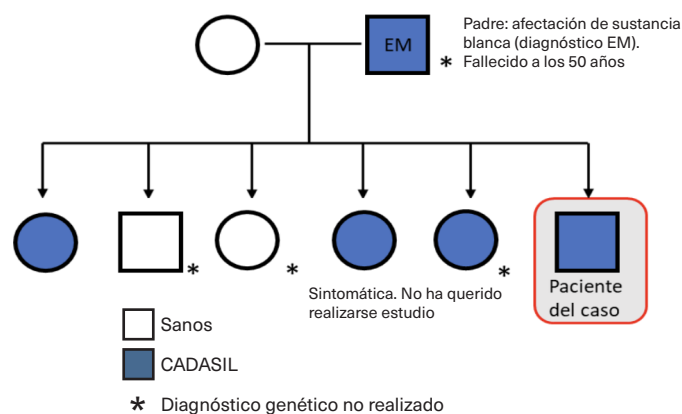 EM
Padre: afectación de sustancia
blanca (diagnóstico EM).
* Fallecido a los 50 años
* * *
Sintomática. No ha querido
realizarse estudio
Paciente
del caso
Sanos
CADASIL
* Diagnóstico genético no realizado